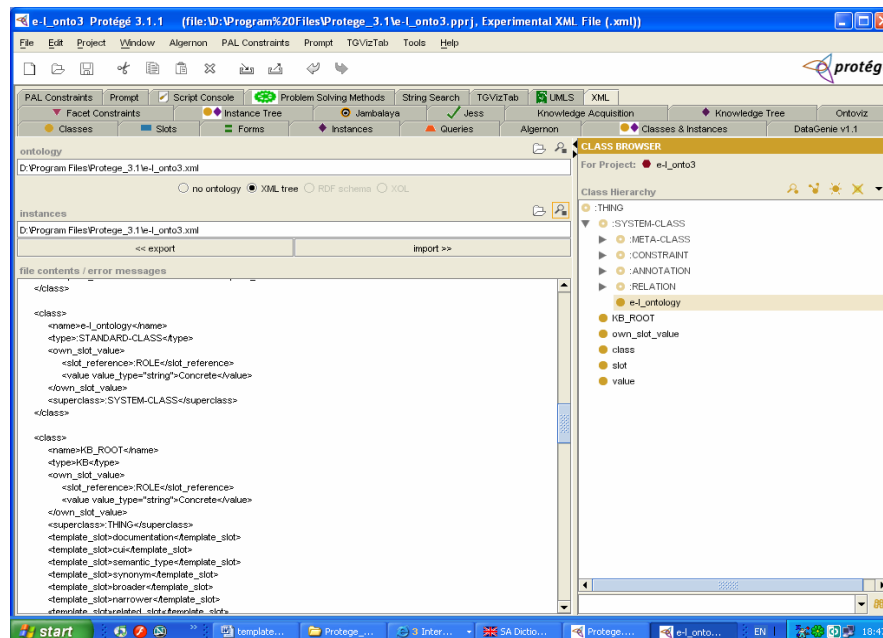 e-l_onto3 Protégé 3.1.1 (file:\D:\Program%20Files\Protege_3.1\e-l_onto3.pprj, Experimental XML File (.xml))
File Edit Project Window Algernon PAL Constraints Prompt TGVizTab Tools Help
protég
PAL Constraints Prompt Script Console Problem Solving Methods String Search TGVizTab UMLS XML
Facet Constraints Instance Tree Jambalaya Jess Knowledge Acquisition Knowledge Tree Ontoviz
Classes Slots Forms Instances Queries Algernon Classes & Instances DataGenie v1.1
ontology
D:\Program Files\Protege_3.1\e-l_onto3.xml
no ontology XML tree RDF schema XOL
instances
D:\Program Files\Protege_3.1\e-l_onto3.xml
<< export import >>
file contents / error messages
</class>
<class>
<name>e-l_ontology</name>
<type>:STANDARD-CLASS</type>
<own_slot_value>
<slot_reference>:ROLE</slot_reference>
<value value_type="string">Concrete</value>
</own_slot_value>
<superclass>:SYSTEM-CLASS</superclass>
</class>
<class>
<name>KB_ROOT</name>
<type>KB</type>
<own_slot_value>
<slot_reference>:ROLE</slot_reference>
<value value_type="string">Concrete</value>
</own_slot_value>
<superclass>:THING</superclass>
<template_slot>documentation</template_slot>
<template_slot>cui</template_slot>
<template_slot>semantic_type</template_slot>
<template_slot>synonym</template_slot>
<template_slot>broader</template_slot>
<template_slot>narrower</template_slot>
<template_slot>related_slot</template_slot>
CLASS BROWSER
For Project: e-l_onto3
Class Hierarchy
:THING
:SYSTEM-CLASS
:META-CLASS
:CONSTRAINT
:ANNOTATION
:RELATION
e-l_ontology
KB_ROOT
own_slot_value
class
slot
value
start template... Protege_... 3 Inter... SA Dictio... Protege.... e-l_onto... EN 18:4